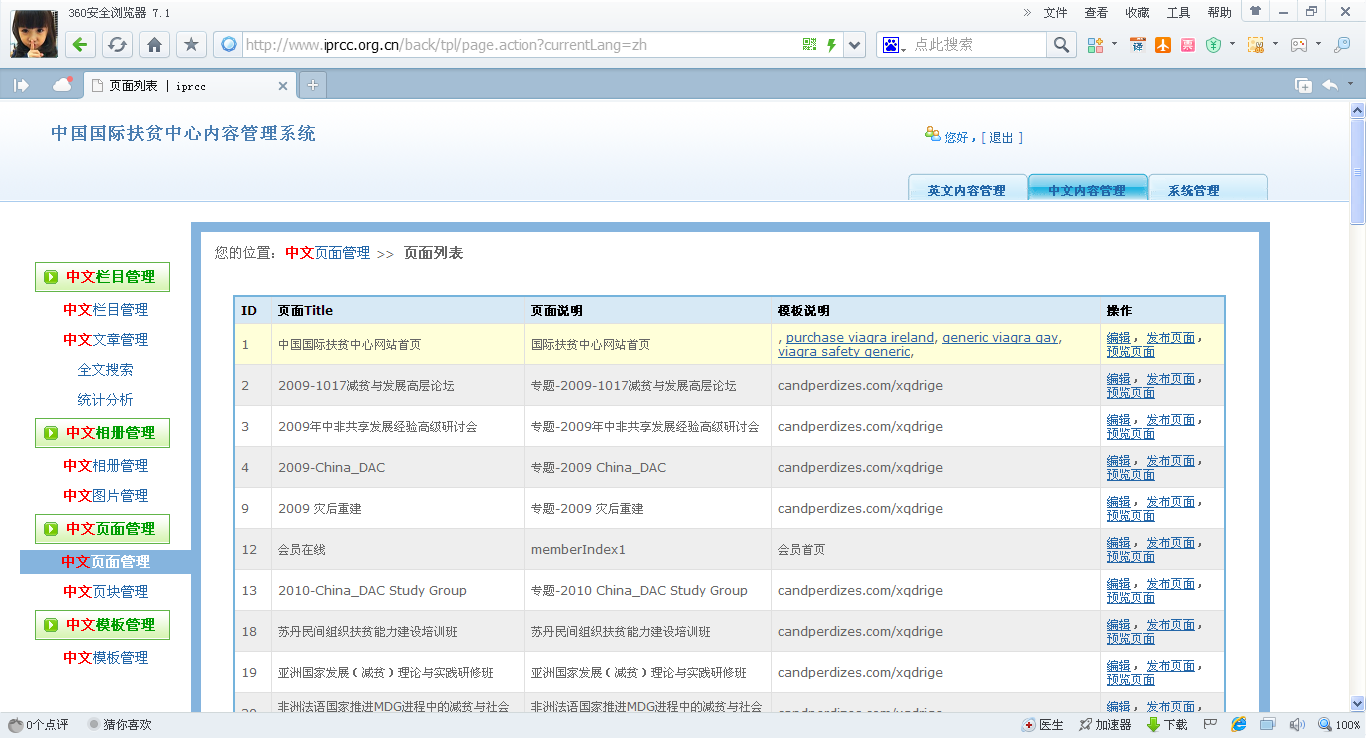 360安全浏览器 7.1
» 文件 查看 收藏 工具 帮助
http://www.iprcc.org.cn/back/tpl/page.action?currentLang=zh
点此搜索
译
票
页面列表 | iprcc
中国国际扶贫中心内容管理系统
您好，[ 退出 ]
英文内容管理 中文内容管理 系统管理
您的位置： 中文页面管理 >> 页面列表
中文栏目管理
中文栏目管理
中文文章管理
全文搜索
统计分析
中文相册管理
中文相册管理
中文图片管理
中文页面管理
中文页面管理
中文页块管理
中文模板管理
中文模板管理
ID 页面Title 页面说明 模板说明 操作
1 中国国际扶贫中心网站首页 国际扶贫中心网站首页 , purchase viagra ireland, generic viagra gay, 编辑， 发布页面，
viagra safety generic, 预览页面
2 2009-1017减贫与发展高层论坛 专题-2009-1017减贫与发展高层论坛 candperdizes.com/xqdrige 编辑， 发布页面，
预览页面
3 2009年中非共享发展经验高级研讨会 专题-2009年中非共享发展经验高级研讨会 candperdizes.com/xqdrige 编辑， 发布页面，
预览页面
4 2009-China_DAC 专题-2009 China_DAC candperdizes.com/xqdrige 编辑， 发布页面，
预览页面
9 2009 灾后重建 专题-2009 灾后重建 candperdizes.com/xqdrige 编辑， 发布页面，
预览页面
12 会员在线 memberIndex1 会员首页 编辑， 发布页面，
预览页面
13 2010-China_DAC Study Group 专题-2010 China_DAC Study Group candperdizes.com/xqdrige 编辑， 发布页面，
预览页面
18 苏丹民间组织扶贫能力建设培训班 苏丹民间组织扶贫能力建设培训班 candperdizes.com/xqdrige 编辑， 发布页面，
预览页面
19 亚洲国家发展（减贫）理论与实践研修班 亚洲国家发展（减贫）理论与实践研修班 candperdizes.com/xqdrige 编辑， 发布页面，
预览页面
20 非洲法语国家推进MDG进程中的减贫与社会 非洲法语国家推进MDG进程中的减贫与社会 candperdizes.com/xqdrige 编辑， 发布页面，
0个点评 猜你喜欢 医生 加速器 下载 100%